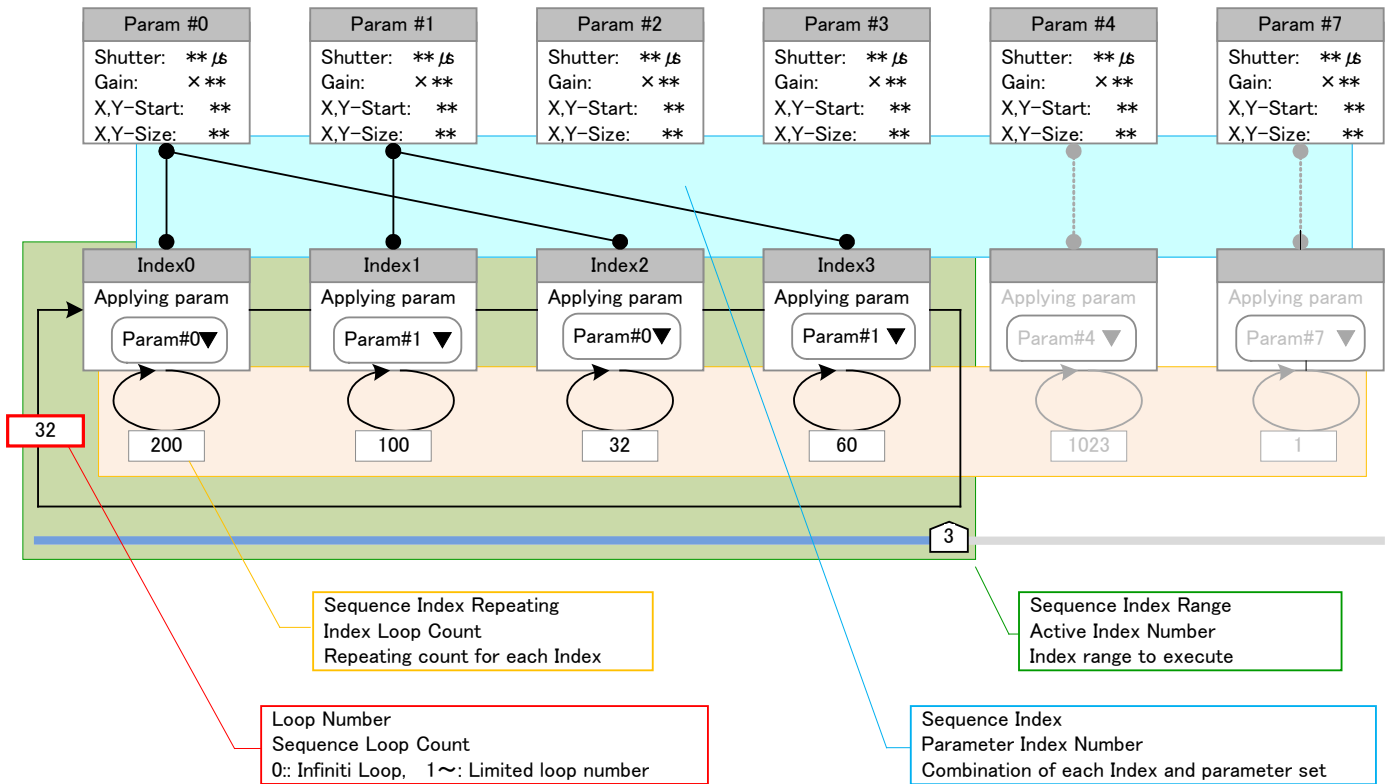 Param #0
Shutter: ** μs
Gain: ×**
X,Y-Start: **
X,Y-Size: **
Param #1
Shutter: ** μs
Gain: ×**
X,Y-Start: **
X,Y-Size: **
Param #2
Shutter: ** μs
Gain: ×**
X,Y-Start: **
X,Y-Size: **
Param #3
Shutter: ** μs
Gain: ×**
X,Y-Start: **
X,Y-Size: **
Param #4
Shutter: ** μs
Gain: ×**
X,Y-Start: **
X,Y-Size: **
Param #7
Shutter: ** μs
Gain: ×**
X,Y-Start: **
X,Y-Size: **
Index0
Applying param
Param#0▼
Index1
Applying param
Param#1 ▼
Index2
Applying param
Param#0▼
Index3
Applying param
Param#1 ▼
Applying param
Param#4 ▼
Applying param
Param#7 ▼
32
200
100
32
60
1023
1
3
Sequence Index Repeating
Index Loop Count
Repeating count for each Index
Sequence Index Range
Active Index Number
Index range to execute
Loop Number
Sequence Loop Count
0:: Infiniti Loop, 1～: Limited loop number
Sequence Index
Parameter Index Number
Combination of each Index and parameter set